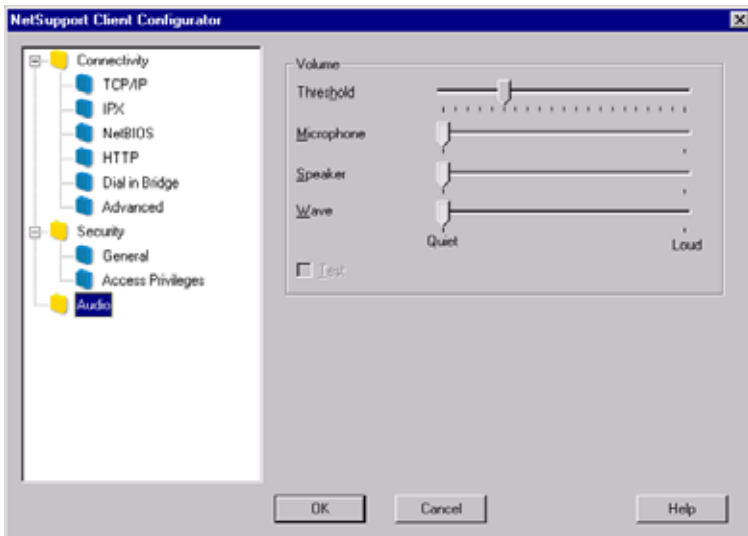 NetSupport Client Configurator
Connectivity
TCP/IP
IPX
NetBIOS
HTTP
Dial in Bridge
Advanced
Security
General
Access Privileges
Audio
Volume
Threshold
Microphone
Speaker
Wave
Quiet
Loud
Test
OK
Cancel
Help